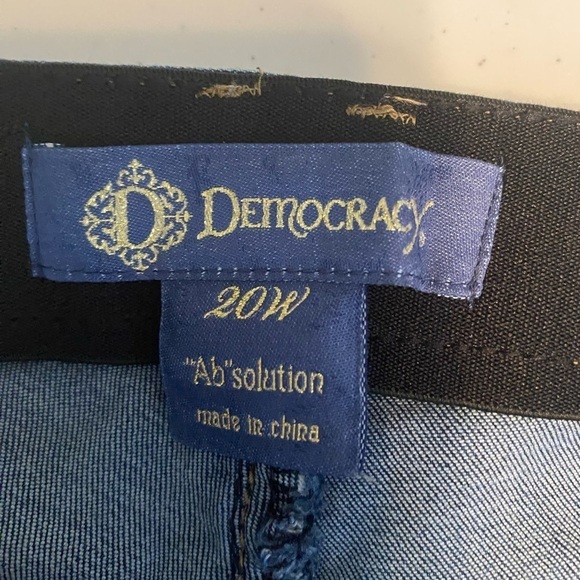 D DEMOCRACY
20W
"Ab"solution
made in china